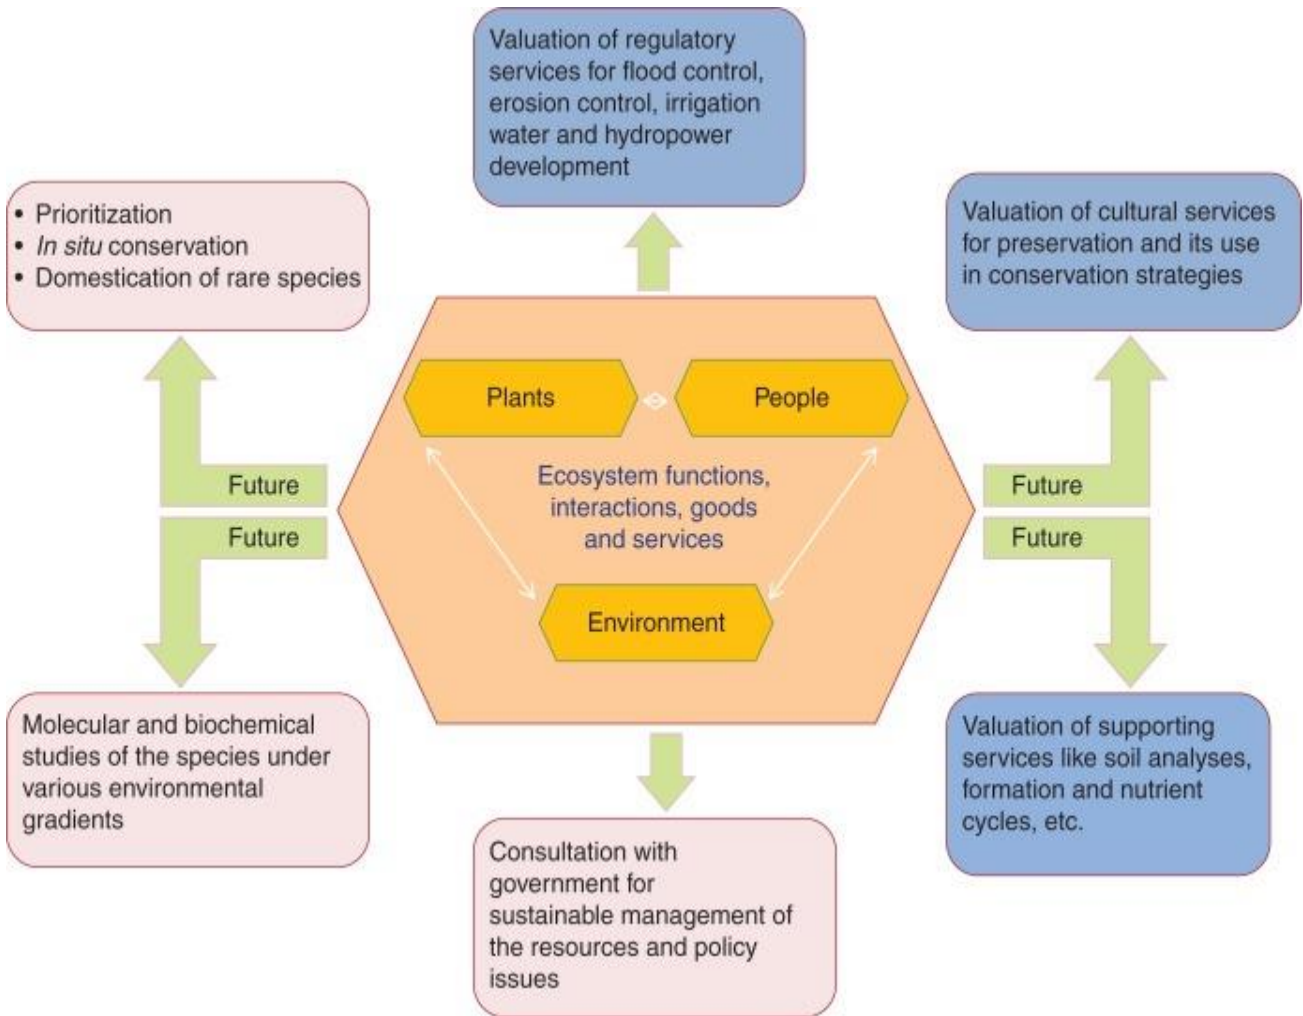 Valuation of regulatory
services for flood control,
erosion control, irrigation
water and hydropower
development
• Prioritization
• In situ conservation
• Domestication of rare species
Valuation of cultural services
for preservation and its use
in conservation strategies
Plants
People
Ecosystem functions,
interactions, goods
and services
Environment
Future
Future
Future
Future
Molecular and biochemical
studies of the species under
various environmental
gradients
Consultation with
government for
sustainable management of
the resources and policy
issues
Valuation of supporting
services like soil analyses,
formation and nutrient
cycles, etc.